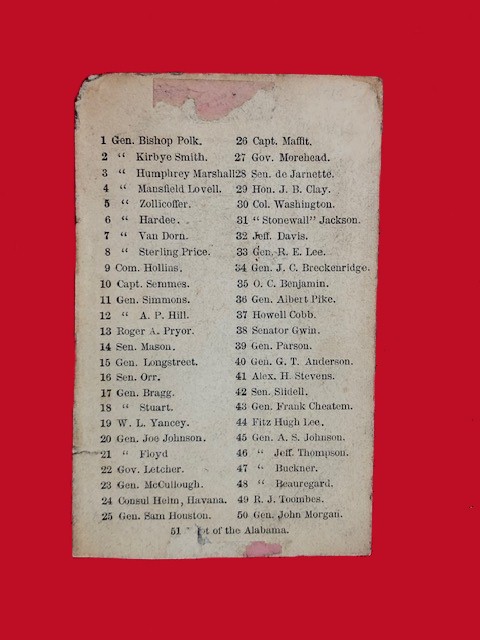 1 Gen. Bishop Polk.
2 “ Kirbye Smith.
3 “ Humphrey Marshall
4 “ Mansfield Lovell.
5 “ Zollicoffer.
6 “ Hardee.
7 “ Van Dorn.
8 “ Sterling Price.
9 Com. Hollins.
10 Capt. Semmes.
11 Gen. Simmons.
12 “ A. P. Hill.
13 Roger A. Pryor.
14 Sen. Mason.
15 Gen. Longstreet.
16 Sen. Orr.
17 Gen. Bragg.
18 “ Stuart.
19 W. L. Yancey.
20 Gen. Joo Johnson.
21 “ Floyd
22 Gov. Letcher.
23 Gen. McCullough.
24 Consul Helm, Havana.
25 Gen. Sam Houston.
26 Capt. Maffit.
27 Gov. Morehead.
28 Sen. de Jarnette.
29 Hon. J. B. Clay.
30 Col. Washington.
31 “Stonewall” Jackson.
32 Jeff. Davis.
33 Gen. R. E. Lee.
34 Gen. J. C. Breckenridge.
35 O. C. Benjamin.
36 Gen. Albert Pike.
37 Howell Cobb.
38 Senator Gwin.
39 Gen. Parson.
40 Gen. G. T. Anderson.
41 Alex. H. Stevens.
42 Sen. Slidell.
43 Gen. Frank Cheatem.
44 Fitz Hugh Lee.
45 Gen. A. S. Johnson.
46 “ Jeff. Thompson.
47 “ Buckner.
48 “ Beauregard.
49 R. J. Toombes.
50 Gen. John Morgan.
51 of the Alabama.